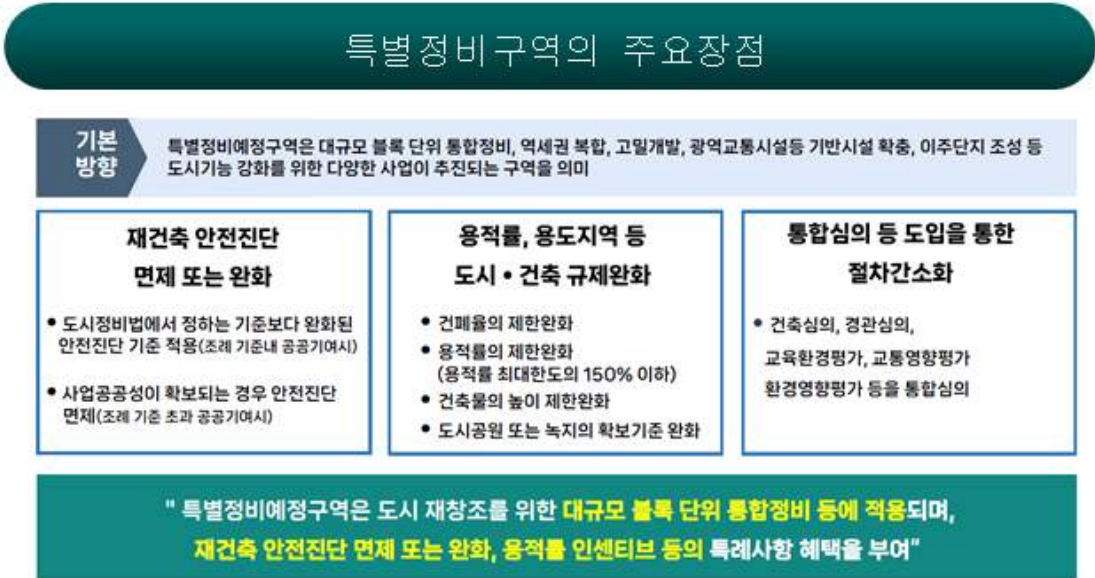 특별정비구역의 주요장점
기본
방향
특별정비예정구역은 대규모 블록 단위 통합정비, 역세권 복합, 고밀개발, 광역교통시설등 기반시설 확충, 이주단지 조성 등
도시기능 강화를 위한 다양한 사업이 추진되는 구역을 의미
재건축 안전진단
면제 또는 완화
• 도시정비법에서 정하는 기준보다 완화된
안전진단 기준 적용(조례 기준내 공공기여시)
• 사업공공성이 확보되는 경우 안전진단
면제(조례 기준 초과 공공기여시)
용적률, 용도지역 등
도시 • 건축 규제완화
• 건폐율의 제한완화
• 용적률의 제한완화
(용적률 최대한도의 150% 이하)
• 건축물의 높이 제한완화
• 도시공원 또는 녹지의 확보기준 완화
통합심의 등 도입을 통한
절차간소화
• 건축심의, 경관심의,
교육환경평가, 교통영향평가
환경영향평가 등을 통합심의
" 특별정비예정구역은 도시 재창조를 위한 대규모 블록 단위 통합정비 등에 적용되며,
재건축 안전진단 면제 또는 완화, 용적률 인센티브 등의 특례사항 혜택을 부여"